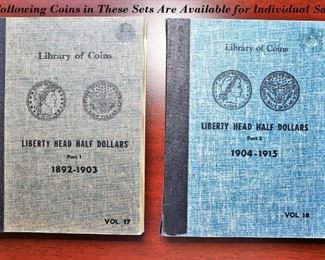 Following Coins in These Sets Are Available for Individual Sa
Library of Coins
LIBERTY HEAD HALF DOLLARS
Part 1
1892-1903
VOL. 17
Library of Coins
LIBERTY HEAD HALF DOLLARS
Part 2
1904-1915
VOL. 18